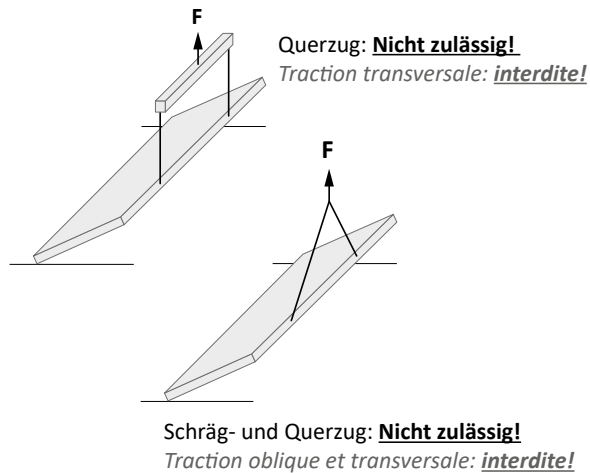 F
Querzug: Nicht zulässig!
Traction transversale: interdite!
F
Schräg- und Querzug: Nicht zulässig!
Traction oblique et transversale: interdite!